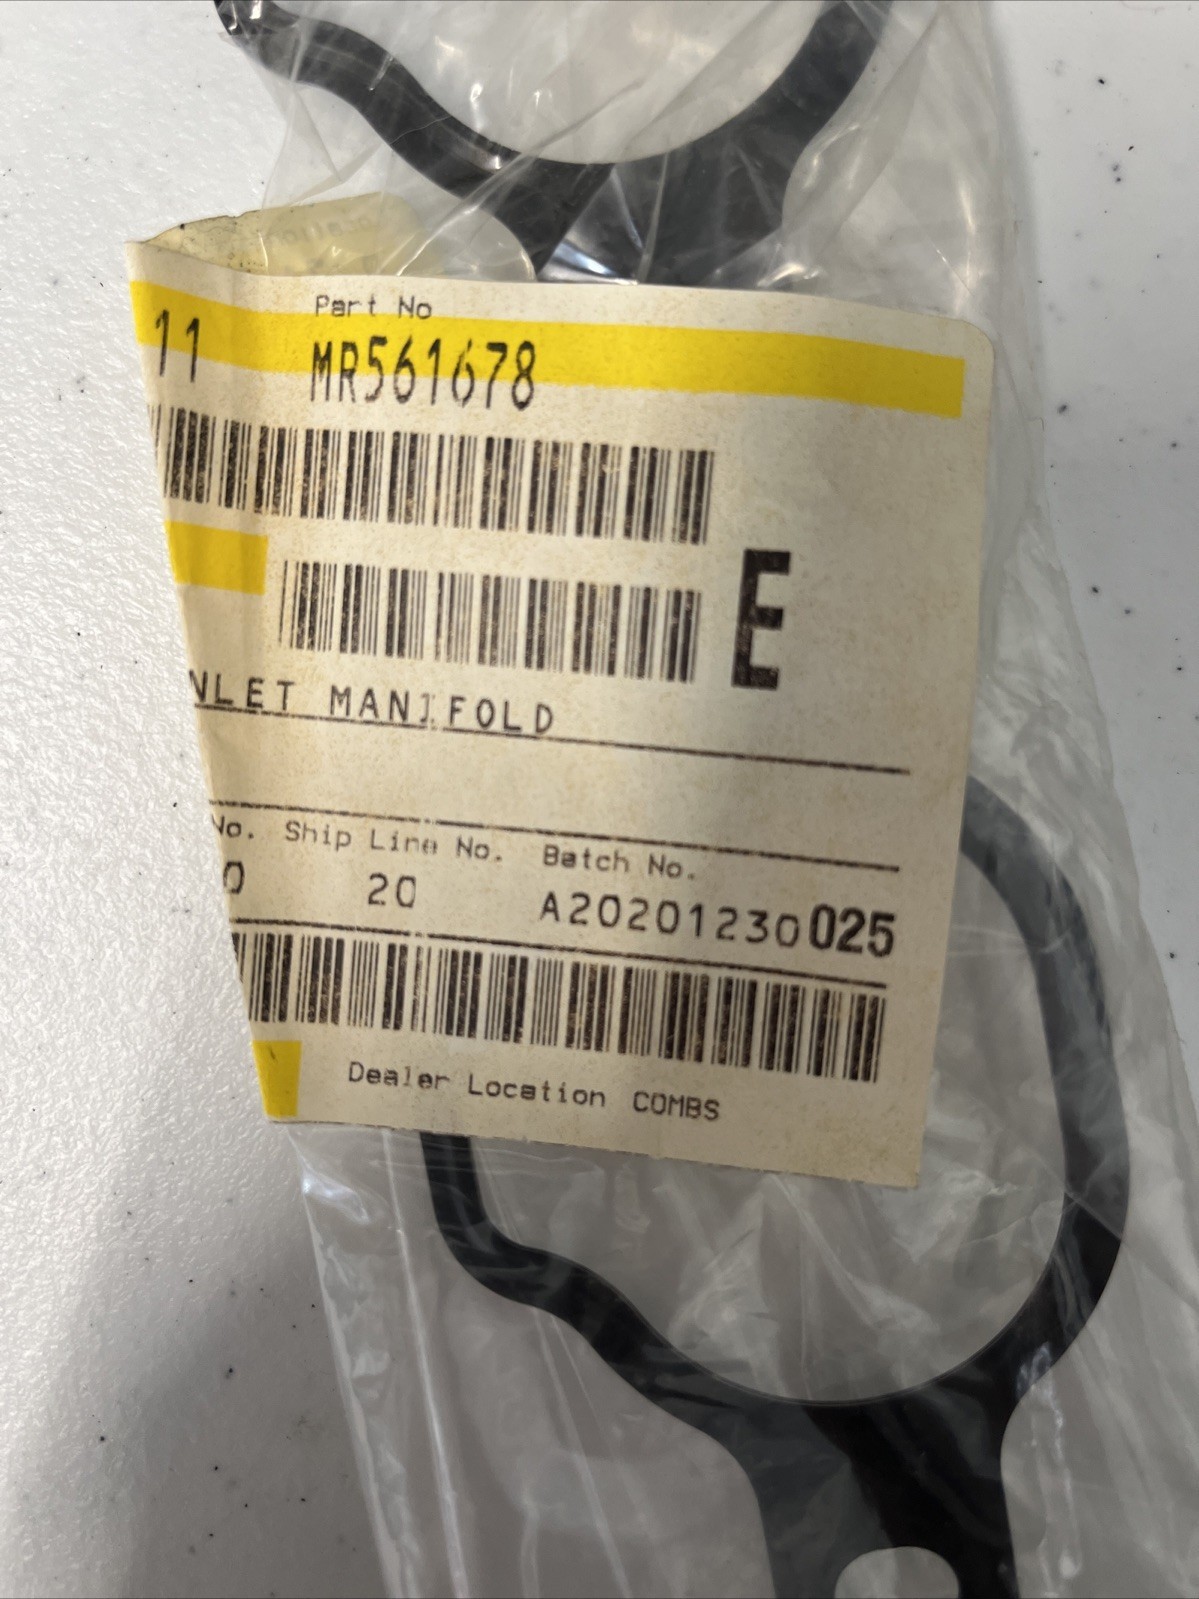 Part No
11 MR561678
E
NLET MANIFOLD
No. Ship Line No. Batch No.
0 20 A20201230025
Dealer Location COMBS